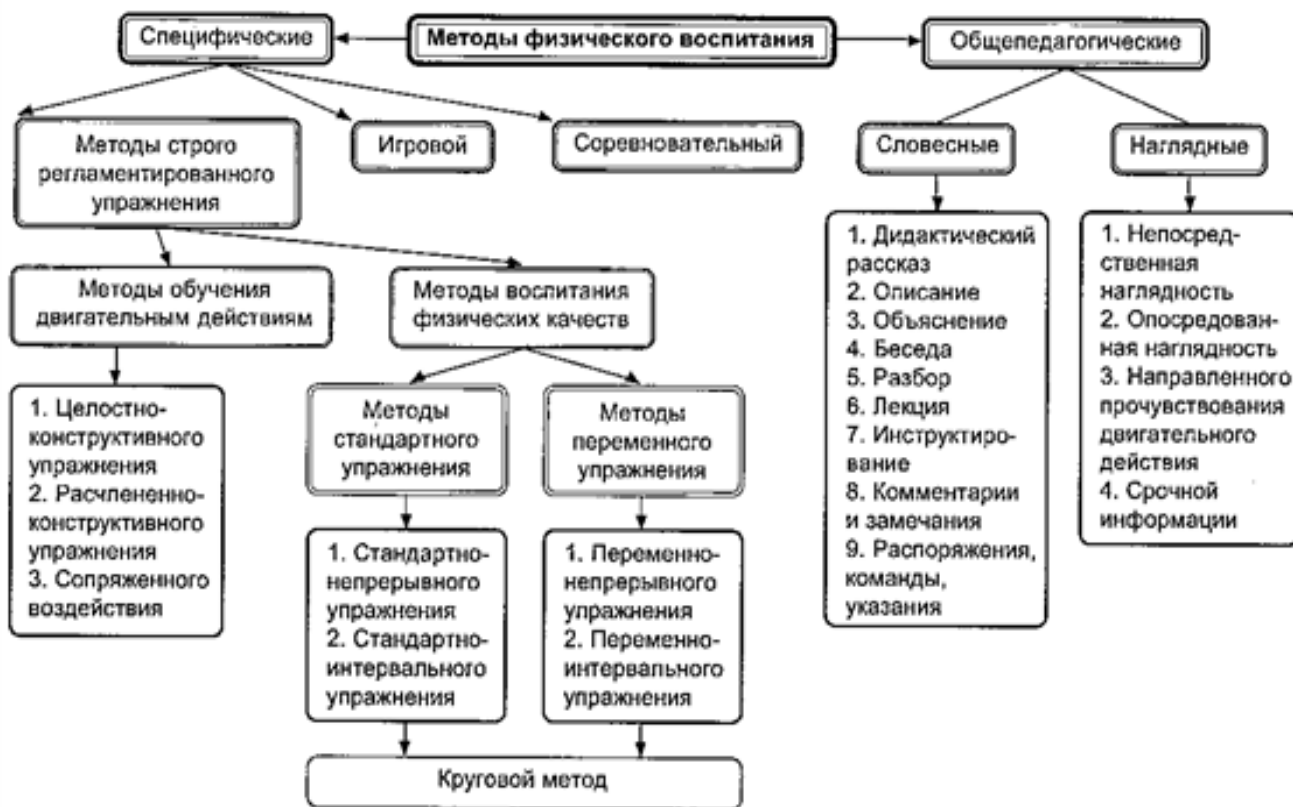 Специфические
Методы физического воспитания
Общепедагогические
Методы строго
регламентированного
упражнения
Игровой
Соревновательный
Словесные
Наглядные
Методы обучения
двигательным действиям
Методы воспитания
физических качеств
1. Целостно-
конструктивного
упражнения
2. Расчлененно-
конструктивного
упражнения
3. Сопряженного
воздействия
Методы
стандартного
упражнения
Методы
переменного
упражнения
1. Стандартно-
непрерывного
упражнения
2. Стандартно-
интервального
упражнения
1. Переменно-
непрерывного
упражнения
2. Переменно-
интервального
упражнения
Круговой метод
1. Дидактический
рассказ
2. Описание
3. Объяснение
4. Беседа
5. Разбор
6. Лекция
7. Инструктиро-
вание
8. Комментарии
и замечания
9. Распоряжения,
команды,
указания
1. Непосред-
ственная
наглядность
2. Опосредован-
ная наглядность
3. Направленного
прочувствования
двигательного
действия
4. Срочной
информации